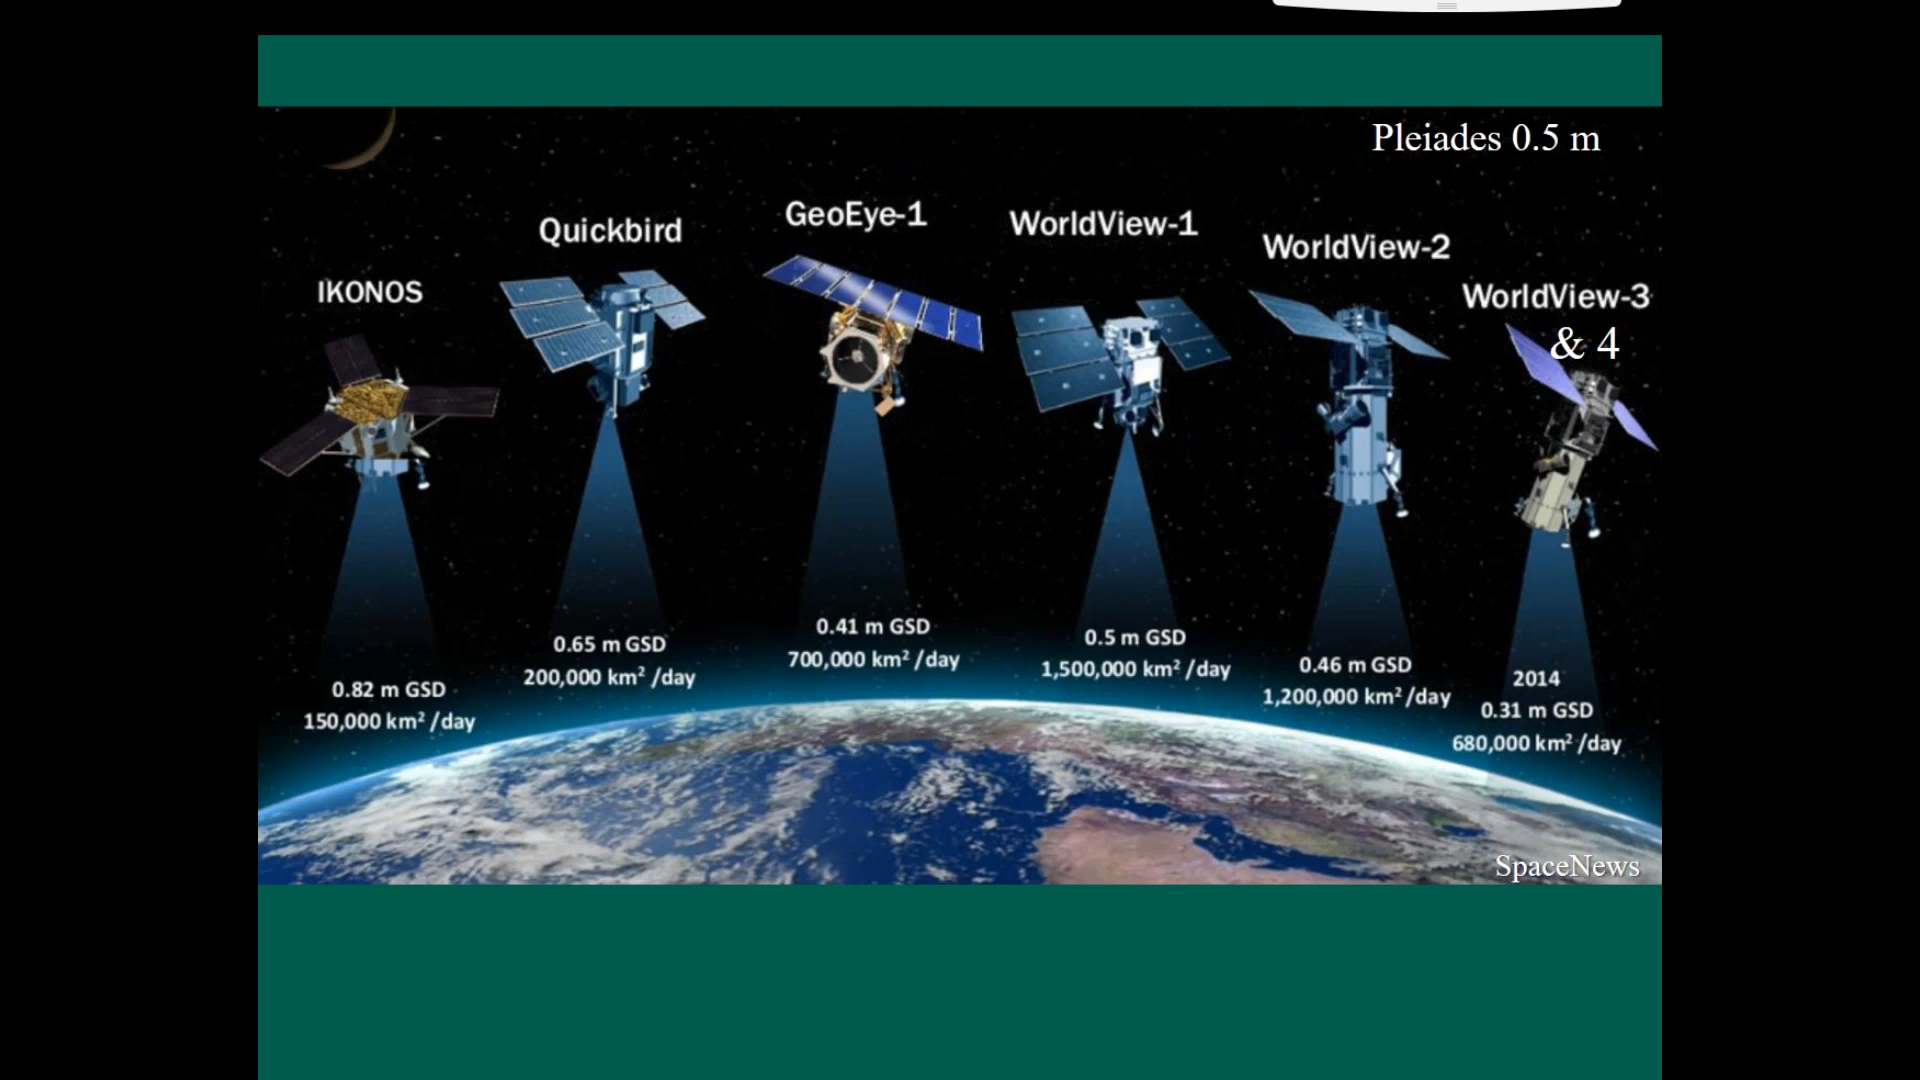 Pleiades 0.5 m
IKONOS
Quickbird
GeoEye-1
WorldView-1
WorldView-2
WorldView-3
& 4
0.82 m GSD
150,000 km² /day
0.65 m GSD
200,000 km² /day
0.41 m GSD
700,000 km² /day
0.5 m GSD
1,500,000 km² /day
0.46 m GSD
1,200,000 km² /day
2014
0.31 m GSD
680,000 km² /day
SpaceNews